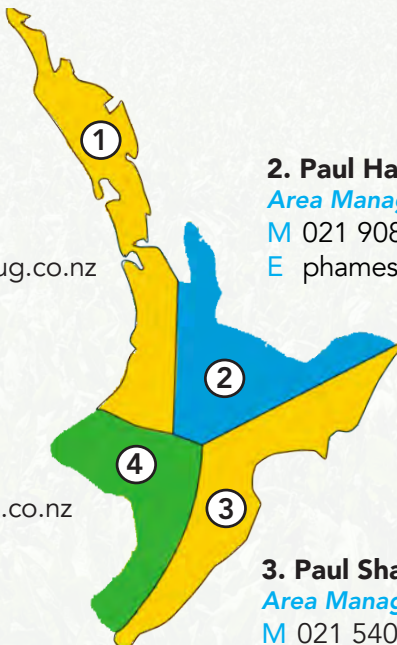 1
2. Paul Ha
Area Manag
M 021 908
ug.co.nz
E phames
2
4
3
.co.nz
3. Paul Sha
Area Manag
M 021 540